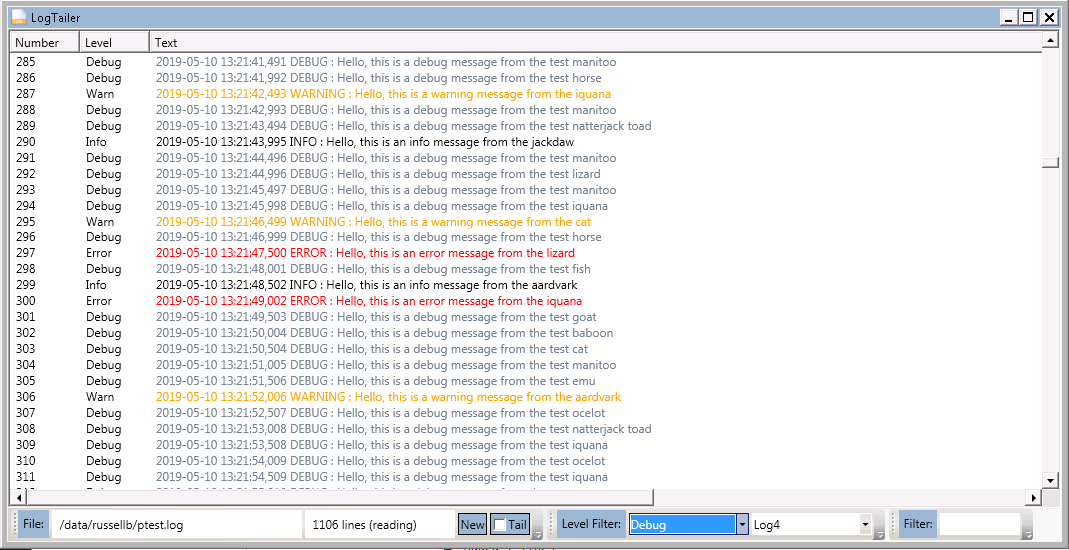 LogTailer
Number Level Text
285 Debug 2019-05-10 13:21:41,491 DEBUG : Hello, this is a debug message from the test manitoo
286 Debug 2019-05-10 13:21:41,992 DEBUG : Hello, this is a debug message from the test horse
287 Warn 2019-05-10 13:21:42,493 WARNING : Hello, this is a warning message from the iquana
288 Debug 2019-05-10 13:21:42,993 DEBUG : Hello, this is a debug message from the test manitoo
289 Debug 2019-05-10 13:21:43,494 DEBUG : Hello, this is a debug message from the test natterjack toad
290 Info 2019-05-10 13:21:43,995 INFO : Hello, this is an info message from the jackdaw
291 Debug 2019-05-10 13:21:44,496 DEBUG : Hello, this is a debug message from the test manitoo
292 Debug 2019-05-10 13:21:44,996 DEBUG : Hello, this is a debug message from the test lizard
293 Debug 2019-05-10 13:21:45,497 DEBUG : Hello, this is a debug message from the test manitoo
294 Debug 2019-05-10 13:21:45,998 DEBUG : Hello, this is a debug message from the test iquana
295 Warn 2019-05-10 13:21:46,499 WARNING : Hello, this is a warning message from the cat
296 Debug 2019-05-10 13:21:46,999 DEBUG : Hello, this is a debug message from the test horse
297 Error 2019-05-10 13:21:47,500 ERROR : Hello, this is an error message from the lizard
298 Debug 2019-05-10 13:21:48,001 DEBUG : Hello, this is a debug message from the test fish
299 Info 2019-05-10 13:21:48,502 INFO : Hello, this is an info message from the aardvark
300 Error 2019-05-10 13:21:49,002 ERROR : Hello, this is an error message from the iquana
301 Debug 2019-05-10 13:21:49,503 DEBUG : Hello, this is a debug message from the test goat
302 Debug 2019-05-10 13:21:50,004 DEBUG : Hello, this is a debug message from the test baboon
303 Debug 2019-05-10 13:21:50,504 DEBUG : Hello, this is a debug message from the test cat
304 Debug 2019-05-10 13:21:51,005 DEBUG : Hello, this is a debug message from the test manitoo
305 Debug 2019-05-10 13:21:51,506 DEBUG : Hello, this is a debug message from the test emu
306 Warn 2019-05-10 13:21:52,006 WARNING : Hello, this is a warning message from the aardvark
307 Debug 2019-05-10 13:21:52,507 DEBUG : Hello, this is a debug message from the test ocelot
308 Debug 2019-05-10 13:21:53,008 DEBUG : Hello, this is a debug message from the test natterjack toad
309 Debug 2019-05-10 13:21:53,508 DEBUG : Hello, this is a debug message from the test iquana
310 Debug 2019-05-10 13:21:54,009 DEBUG : Hello, this is a debug message from the test ocelot
311 Debug 2019-05-10 13:21:54,509 DEBUG : Hello, this is a debug message from the test iquana
File: /data/russellb/ptest.log 1106 lines (reading) New Tail Level Filter: Debug Log4 Filter: